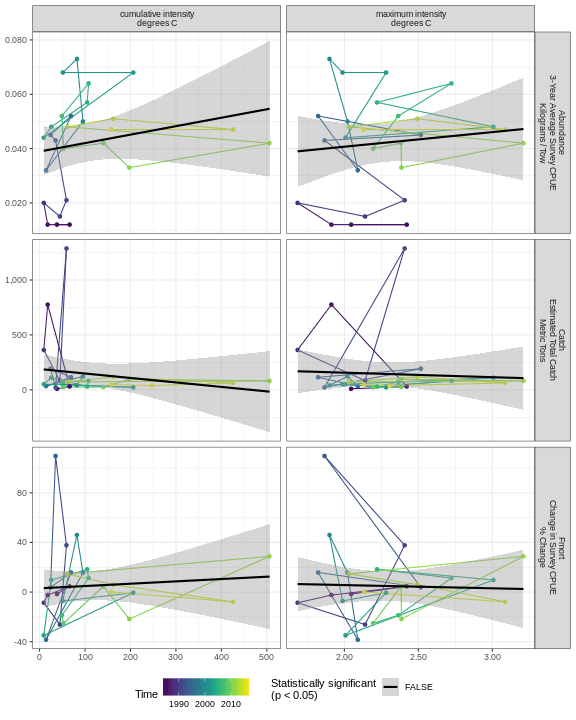 cumulative intensity
degrees C
maximum intensity
degrees C
0.080
0.060
0.040
0.020
Abundance
3-Year Average Survey CPUE
Kilograms / Tow
1,000
500
0
Catch
Estimated Total Catch
Metric Tons
80
40
0
-40
Fmort
Change in Survey CPUE
% Change
0
100
200
300
400
500
2.00
2.50
3.00
Time
1990
2000
2010
Statistically significant
(p < 0.05)
FALSE